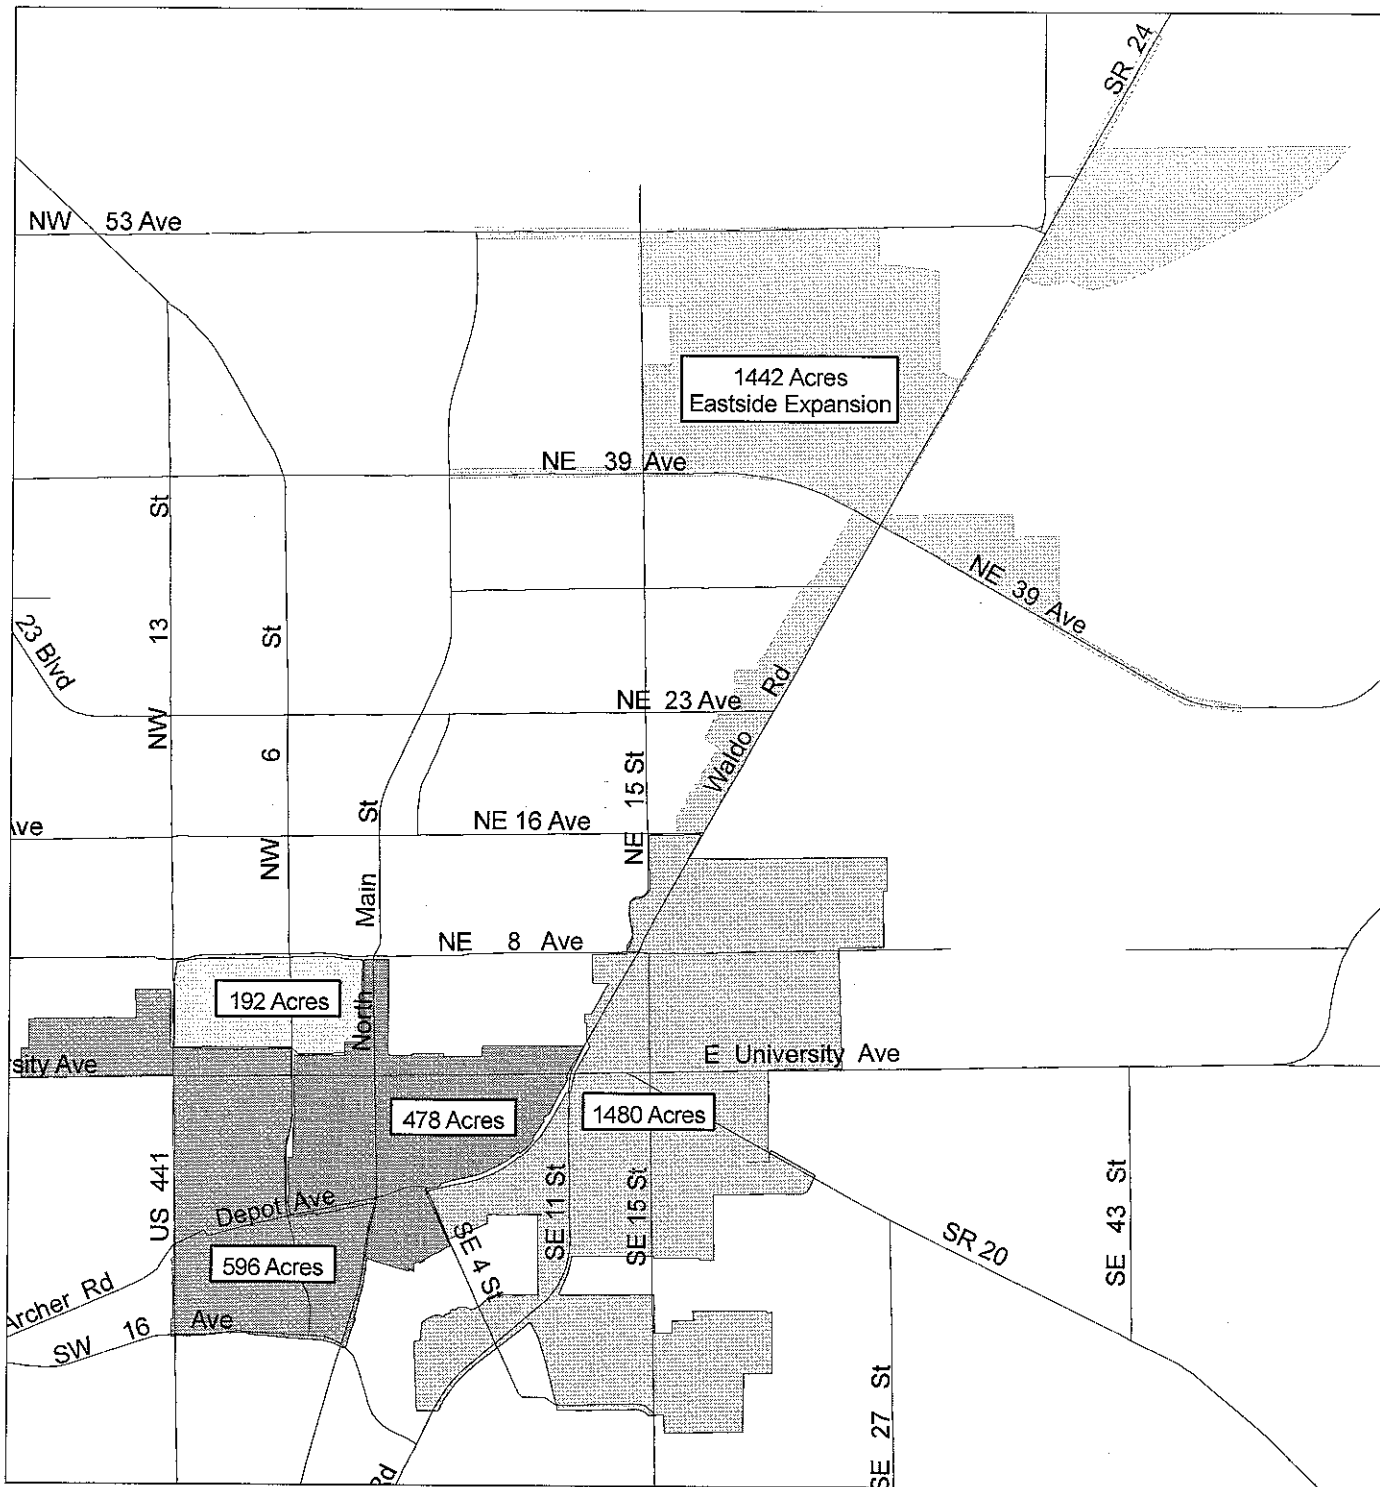 SR 24
NW 53 Ave
1442 Acres
Eastside Expansion
NE 39 Ave
NW 13 St
NE 39 Ave
23 Blvd
NW 6 St
NE 23 Ave
Waldo Rd
NE 15 St
North Main St
Ave
NE 16 Ave
NE 8 Ave
192 Acres
sity Ave
E University Ave
478 Acres
1480 Acres
US 441
Depot Ave
SE 11 St
SE 15 St
SE 4 St
SE 43 St
SR 20
596 Acres
Archer Rd
SW 16 Ave
SE 27 St
Rd